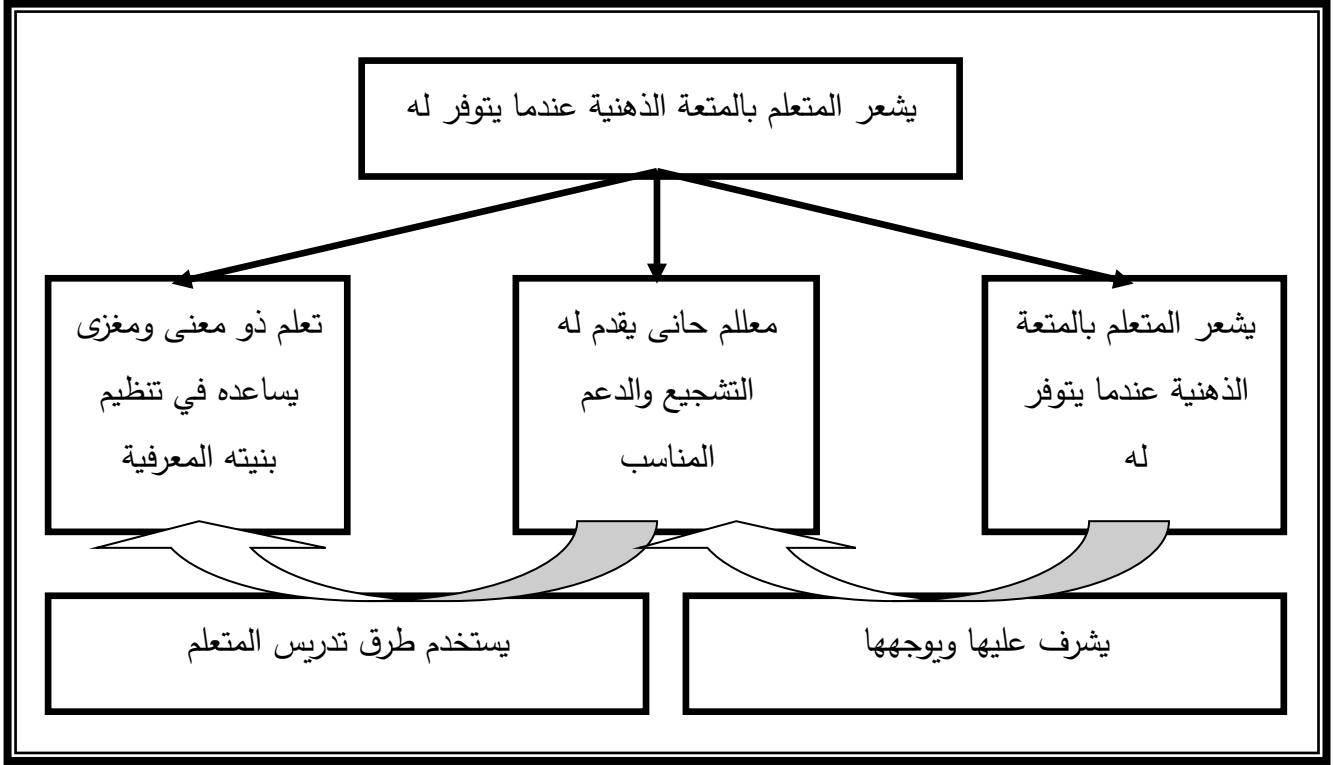 يشعر المتعلم بالمتعة الذهنية عندما يتوفر له
يشعر المتعلم بالمتعة
الذهنية عندما يتوفر
له
معللم حانى يقدم له
التشجيع والدعم
المناسب
تعلم ذو معنى ومغزى
يساعده في تنظيم
بنيته المعرفية
يشرف عليها ويوجهها
يستخدم طرق تدريس المتعلم